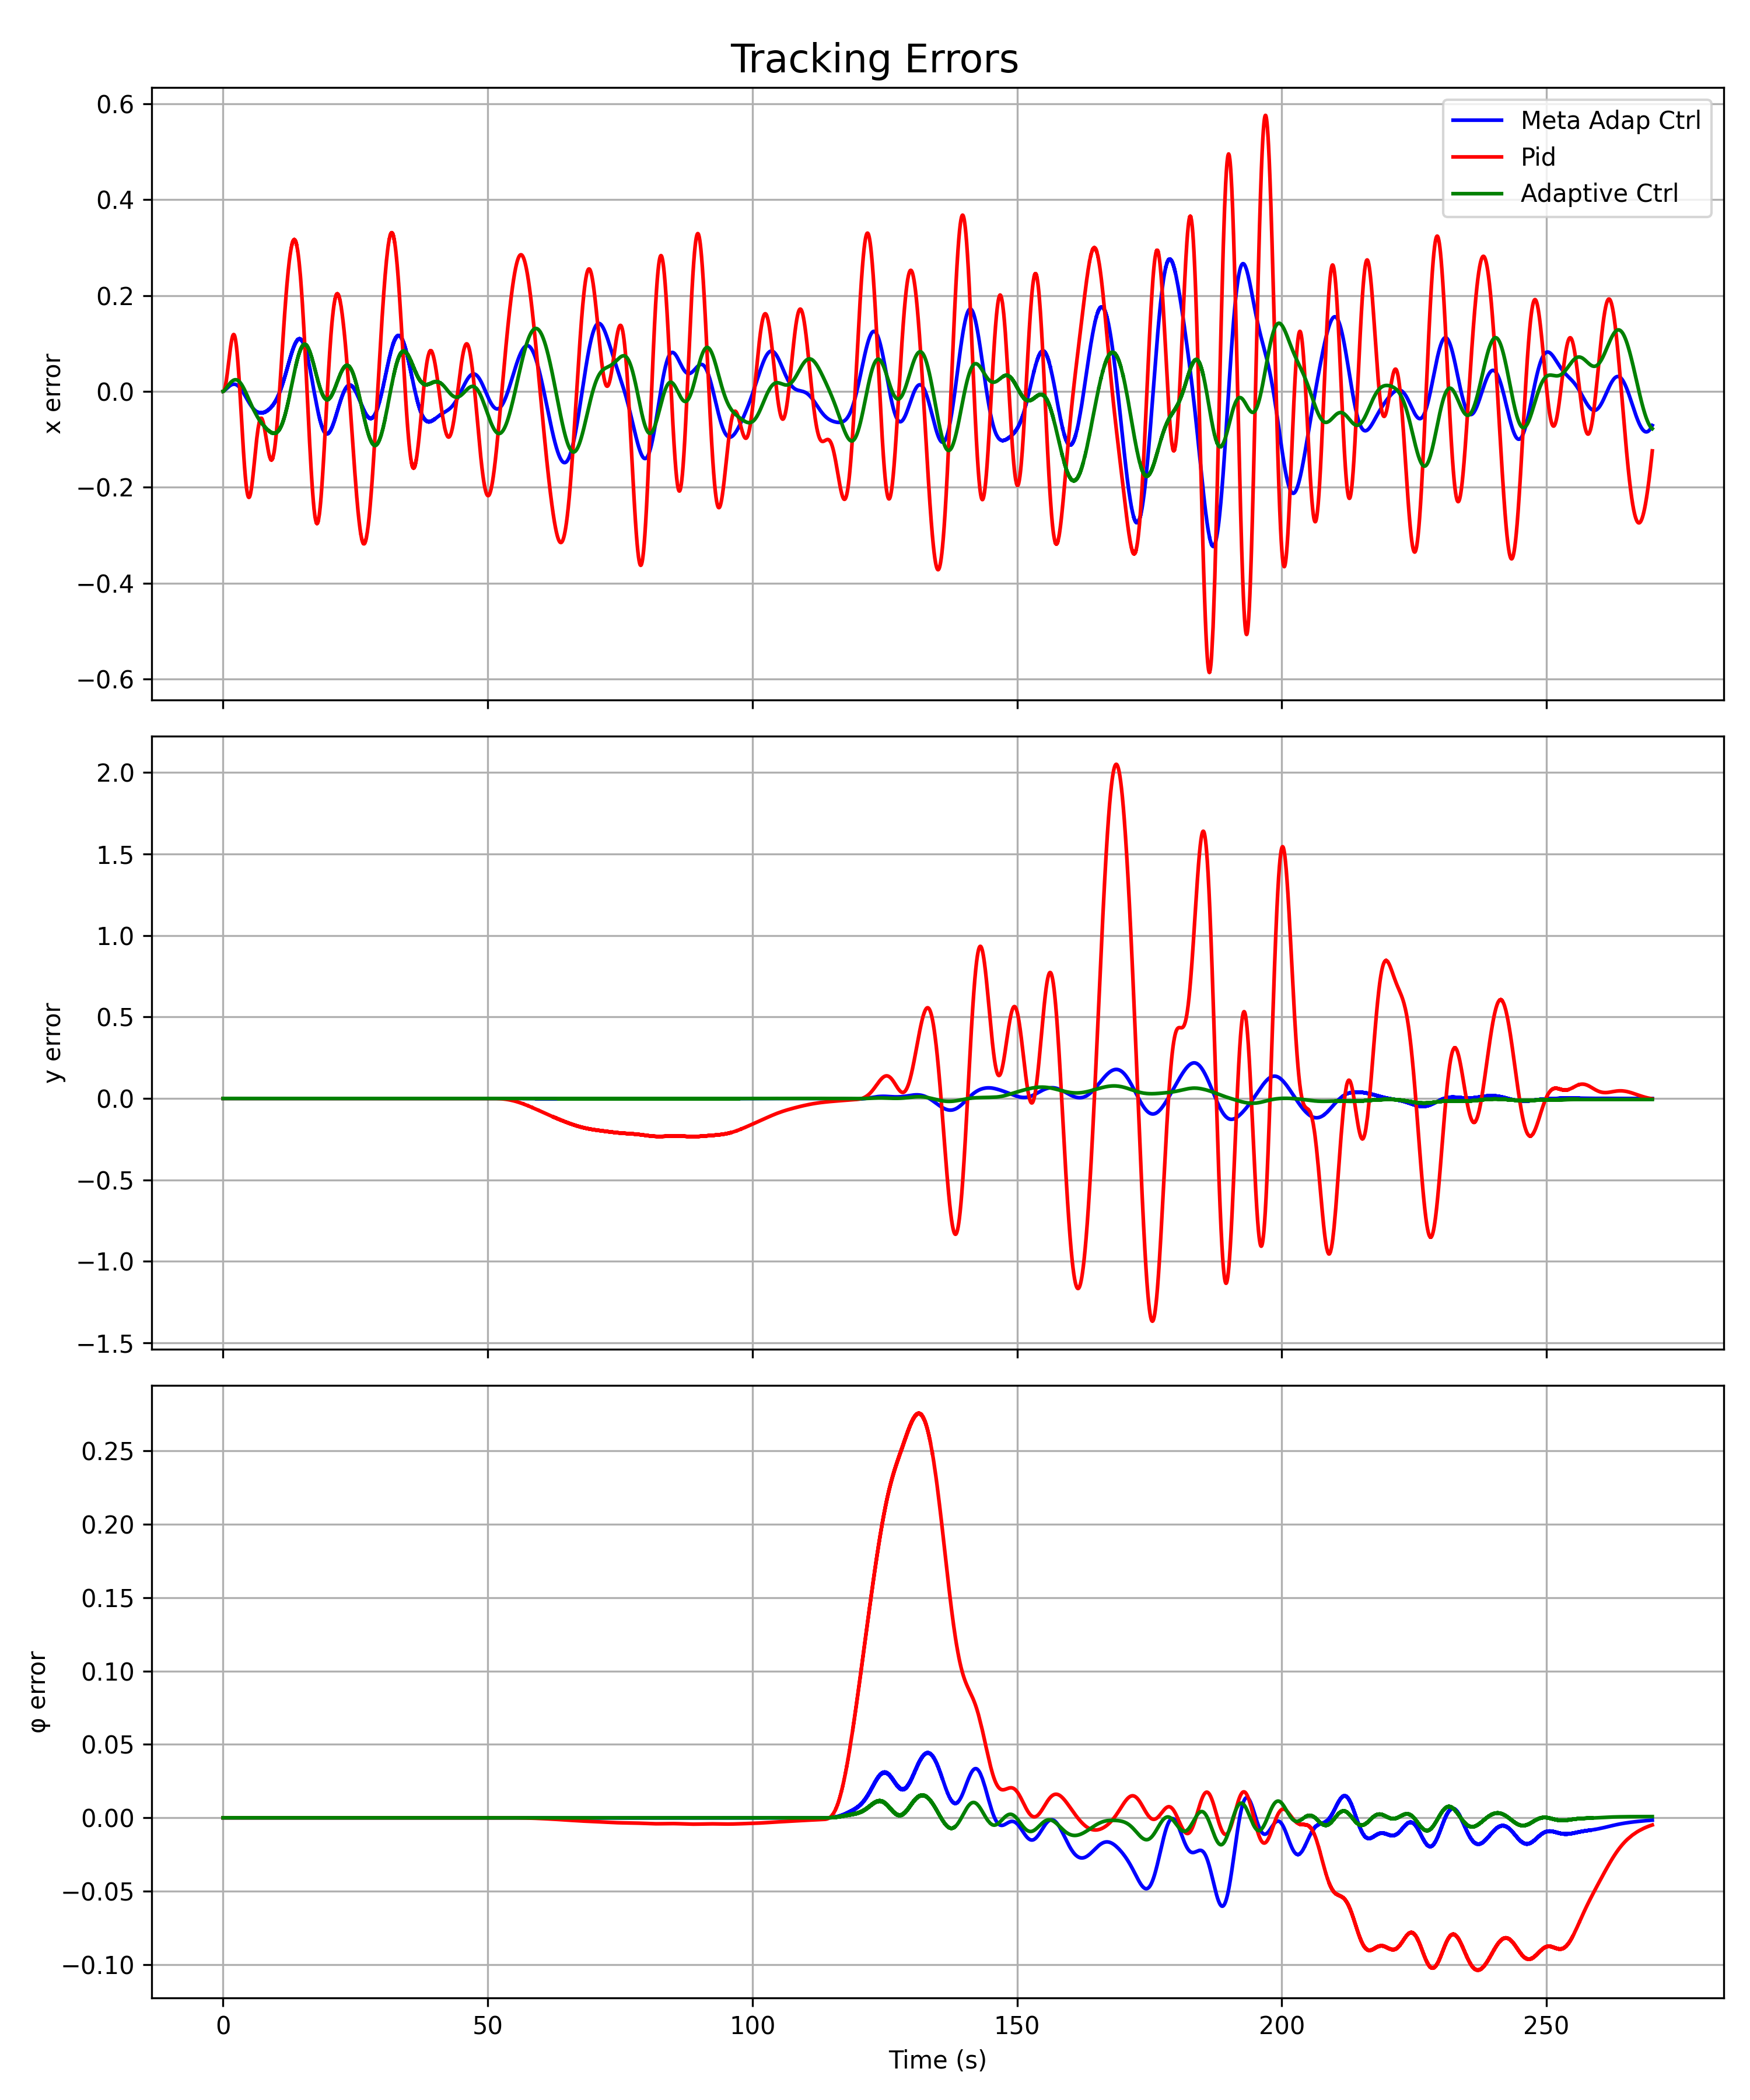 Tracking Errors
0.6
0.4
0.2
0.0
−0.2
−0.4
−0.6
x error
Meta Adap Ctrl
Pid
Adaptive Ctrl
2.0
1.5
1.0
0.5
0.0
−0.5
−1.0
−1.5
y error
0.25
0.20
0.15
0.10
0.05
0.00
−0.05
−0.10
φ error
0 50 100 150 200 250
Time (s)